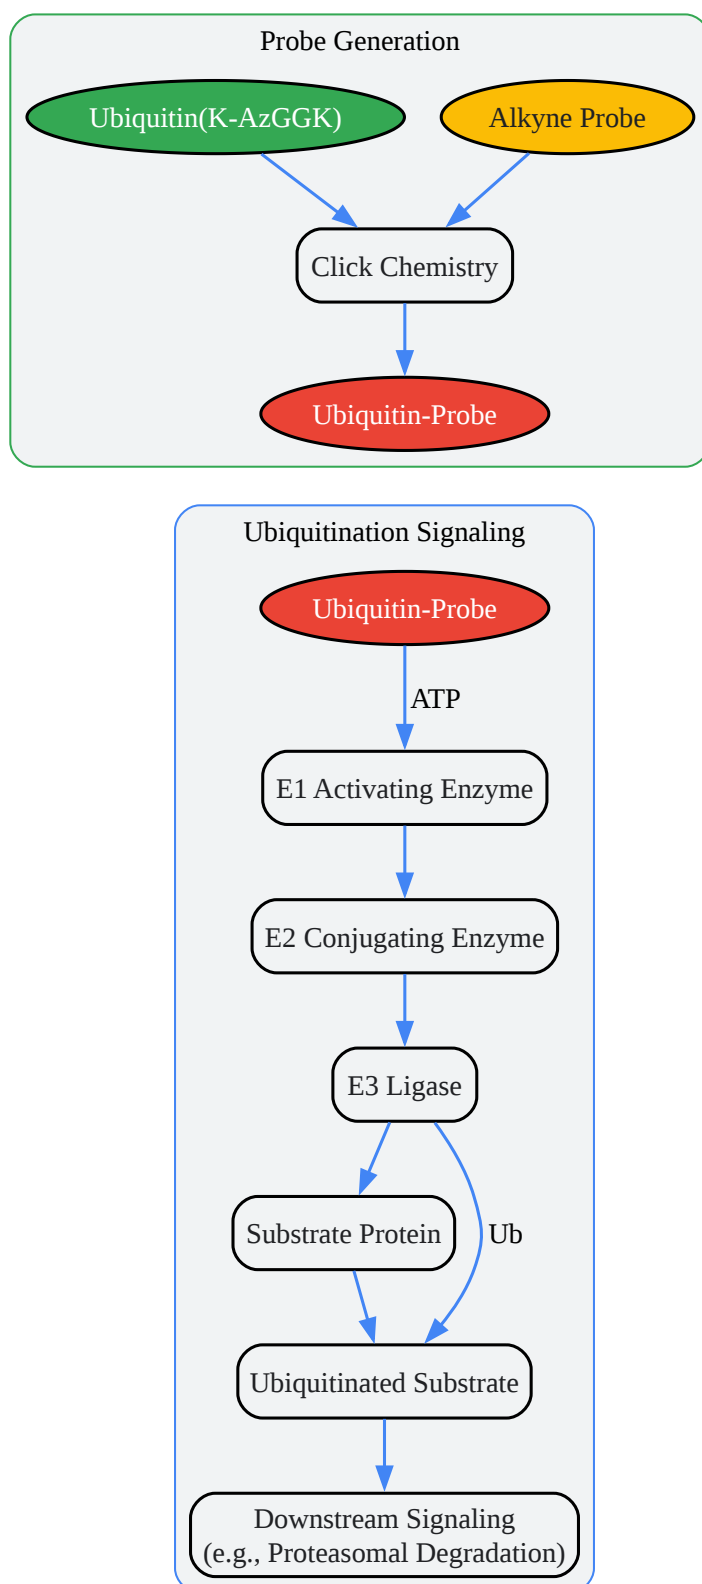 Probe Generation
Ubiquitin(K-AzGGK)
Alkyne Probe
Click Chemistry
Ubiquitin-Probe
Ubiquitination Signaling
Ubiquitin-Probe
ATP
E1 Activating Enzyme
E2 Conjugating Enzyme
E3 Ligase
Substrate Protein
Ub
Ubiquitinated Substrate
Downstream Signaling
(e.g., Proteasomal Degradation)